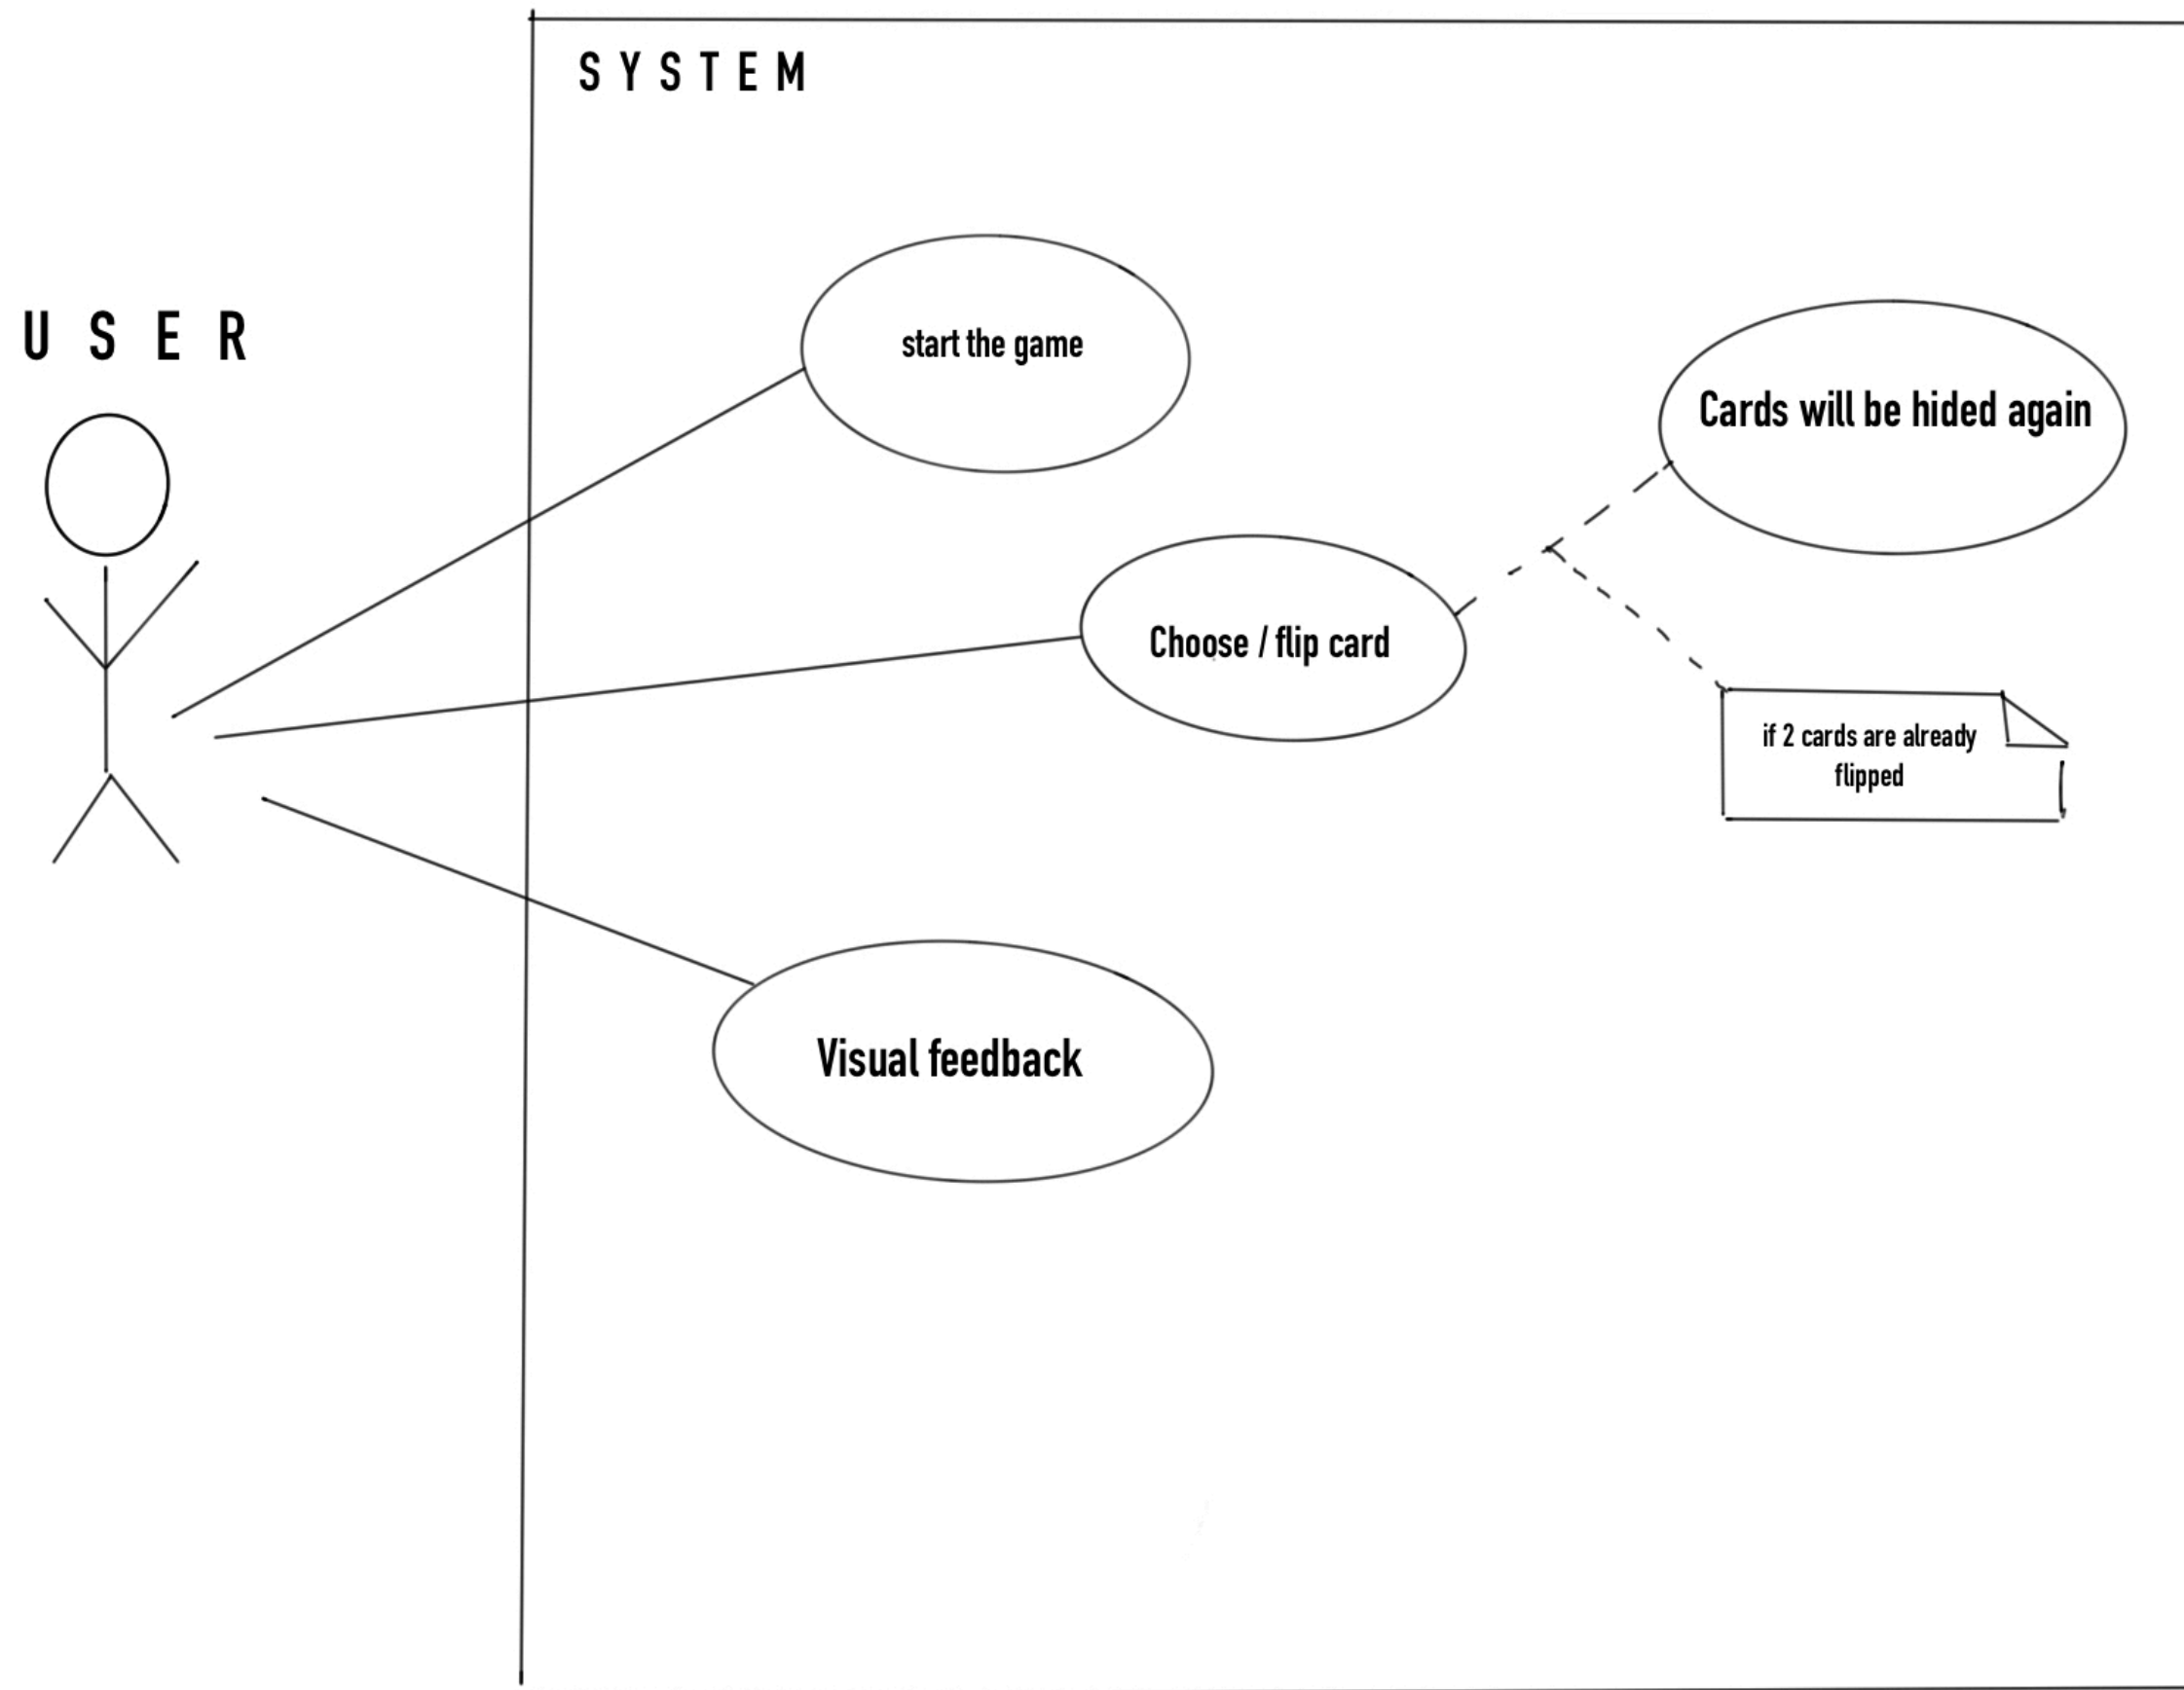 SYSTEM
USER
start the game
Cards will be hided again
Choose / flip card
if 2 cards are already
flipped
Visual feedback